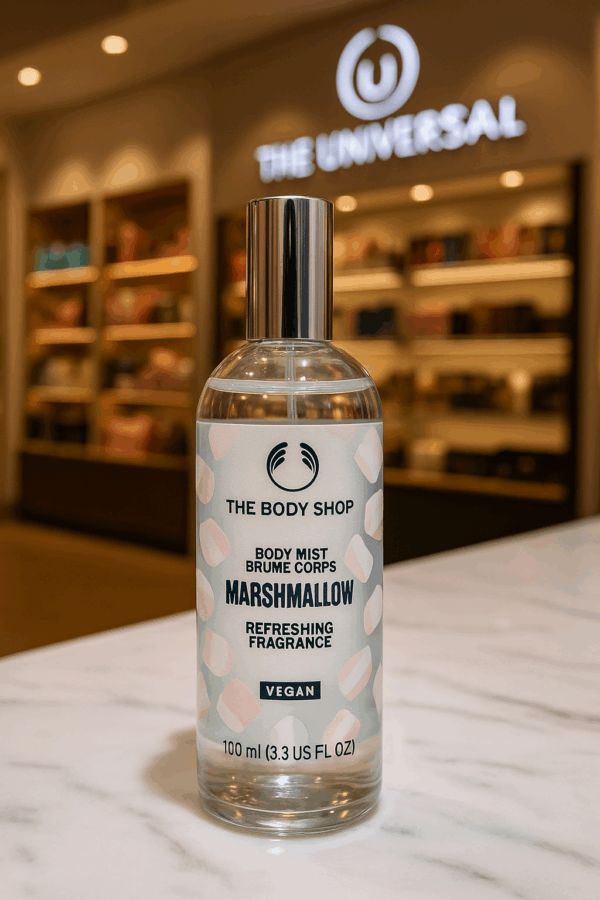 U
THE UNIVERSAL
THE BODY SHOP
BODY MIST
BRUME CORPS
MARSHMALLOW
REFRESHING
FRAGRANCE
VEGAN
100 ml (3.3 US FL OZ)